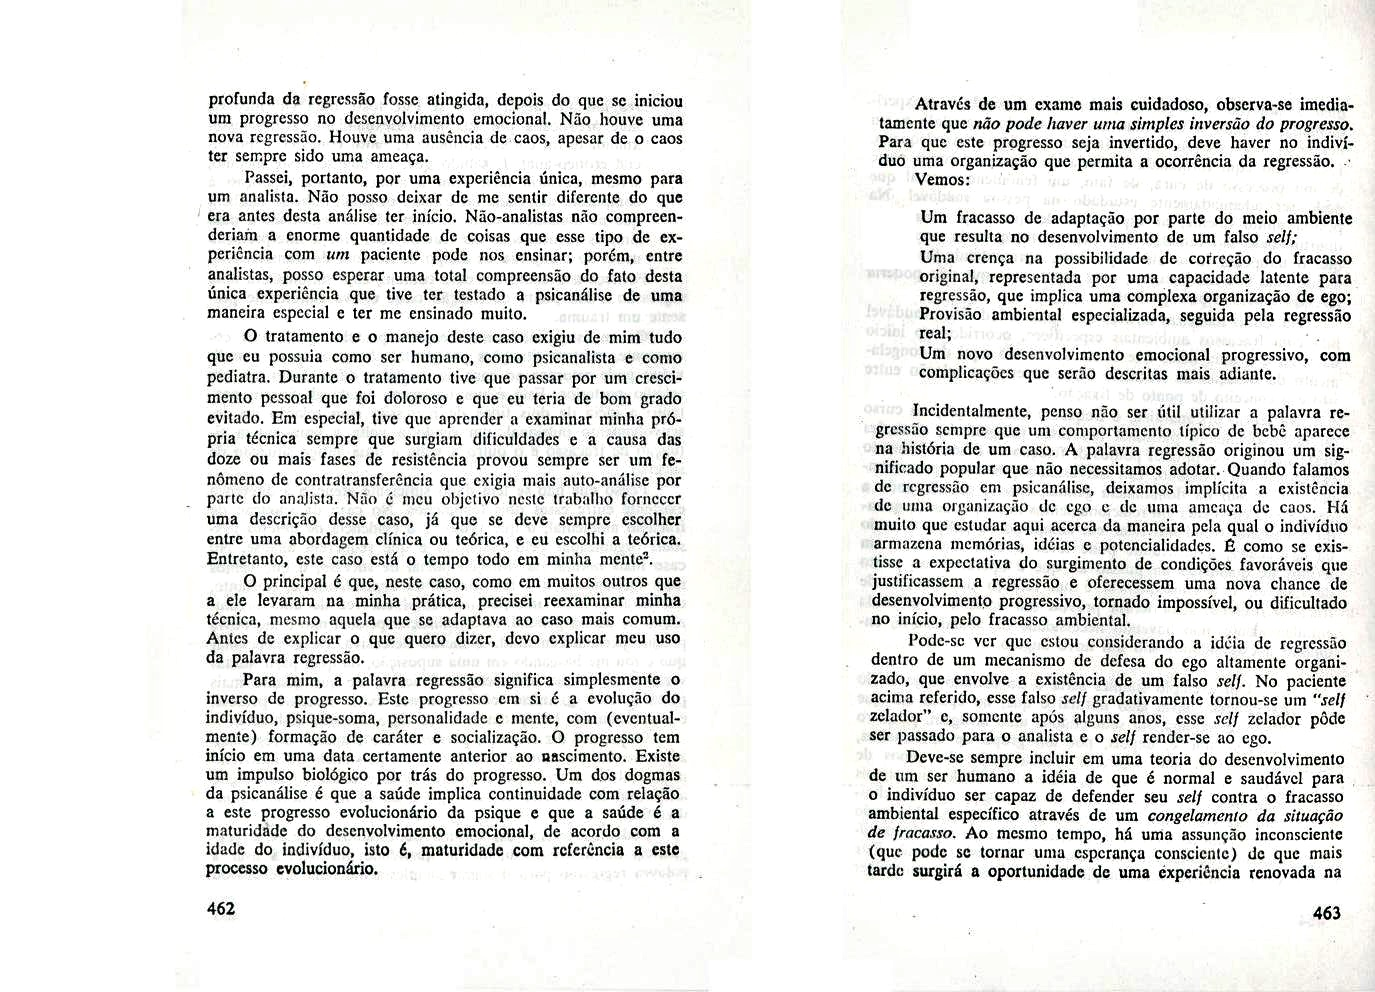 profunda da regressão fosse atingida, depois do que se iniciou
um progresso no desenvolvimento emocional. Não houve uma
nova regressão. Houve uma ausência de caos, apesar de o caos
ter sempre sido uma ameaça.
Passei, portanto, por uma experiência única, mesmo para
um analista. Não posso deixar de me sentir diferente do que
era antes desta análise ter início. Não-analistas não compreen-
deriam a enorme quantidade de coisas que esse tipo de ex-
periência com um paciente pode nos ensinar; porém, entre
analistas, posso esperar uma total compreensão do fato desta
única experiência que tive ter testado a psicanálise de uma
maneira especial e ter me ensinado muito.
O tratamento e o manejo deste caso exigiu de mim tudo
que eu possuia como ser humano, como psicanalista e como
pediatra. Durante o tratamento tive que passar por um cresci-
mento pessoal que foi doloroso e que eu teria de bom grado
evitado. Em especial, tive que aprender a examinar minha pró-
pria técnica sempre que surgiam dificuldades e a causa das
doze ou mais fases de resistência provou sempre ser um fe-
nômeno de contratransferência que exigia mais auto-análise por
parte do analista. Não é meu objetivo neste trabalho fornecer
uma descrição desse caso, já que se deve sempre escolher
entre uma abordagem clínica ou teórica, e eu escolhi a teórica.
Entretanto, este caso está o tempo todo em minha mente².
O principal é que, neste caso, como em muitos outros que
a ele levaram na minha prática, precisei reexaminar minha
técnica, mesmo aquela que se adaptava ao caso mais comum.
Antes de explicar o que quero dizer, devo explicar meu uso
da palavra regressão.
Para mim, a palavra regressão significa simplesmente o
inverso de progresso. Este progresso em si é a evolução do
indivíduo, psique-soma, personalidade e mente, com (eventual-
mente) formação de caráter e socialização. O progresso tem
início em uma data certamente anterior ao nascimento. Existe
um impulso biológico por trás do progresso. Um dos dogmas
da psicanálise é que a saúde implica continuidade com relação
a este progresso evolucionário da psique e que a saúde é a
maturidade do desenvolvimento emocional, de acordo com a
idade do indivíduo, isto é, maturidade com referência a este
processo evolucionário.
462
Através de um exame mais cuidadoso, observa-se imedia-
tamente que não pode haver uma simples inversão do progresso.
Para que este progresso seja invertido, deve haver no indiví-
duo uma organização que permita a ocorrência da regressão.
Vemos:
Um fracasso de adaptação por parte do meio ambiente
que resulta no desenvolvimento de um falso self;
Uma crença na possibilidade de correção do fracasso
original, representada por uma capacidade latente para
regressão, que implica uma complexa organização de ego;
Provisão ambiental especializada, seguida pela regressão
real;
Um novo desenvolvimento emocional progressivo, com
complicações que serão descritas mais adiante.
Incidentalmente, penso não ser útil utilizar a palavra re-
gressão sempre que um comportamento típico de bebê aparece
na história de um caso. A palavra regressão originou um sig-
nificado popular que não necessitamos adotar. Quando falamos
de regressão em psicanálise, deixamos implícita a existência
de uma organização de ego e de uma ameaça de caos. Há
muito que estudar aqui acerca da maneira pela qual o indivíduo
armazena memórias, idéias e potencialidades. É como se exis-
tisse a expectativa do surgimento de condições favoráveis que
justificassem a regressão e oferecessem uma nova chance de
desenvolvimento progressivo, tornado impossível, ou dificultado
no início, pelo fracasso ambiental.
Pode-se ver que estou considerando a idéia de regressão
dentro de um mecanismo de defesa do ego altamente organi-
zado, que envolve a existência de um falso self. No paciente
acima referido, esse falso self gradativamente tornou-se um "self
zelador" e, somente após alguns anos, esse self zelador pôde
ser passado para o analista e o self render-se ao ego.
Deve-se sempre incluir em uma teoria do desenvolvimento
de um ser humano a idéia de que é normal e saudável para
o indivíduo ser capaz de defender seu self contra o fracasso
ambiental específico através de um congelamento da situação
de fracasso. Ao mesmo tempo, há uma assunção inconsciente
(que pode se tornar uma esperança consciente) de que mais
tarde surgirá a oportunidade de uma experiência renovada na
463